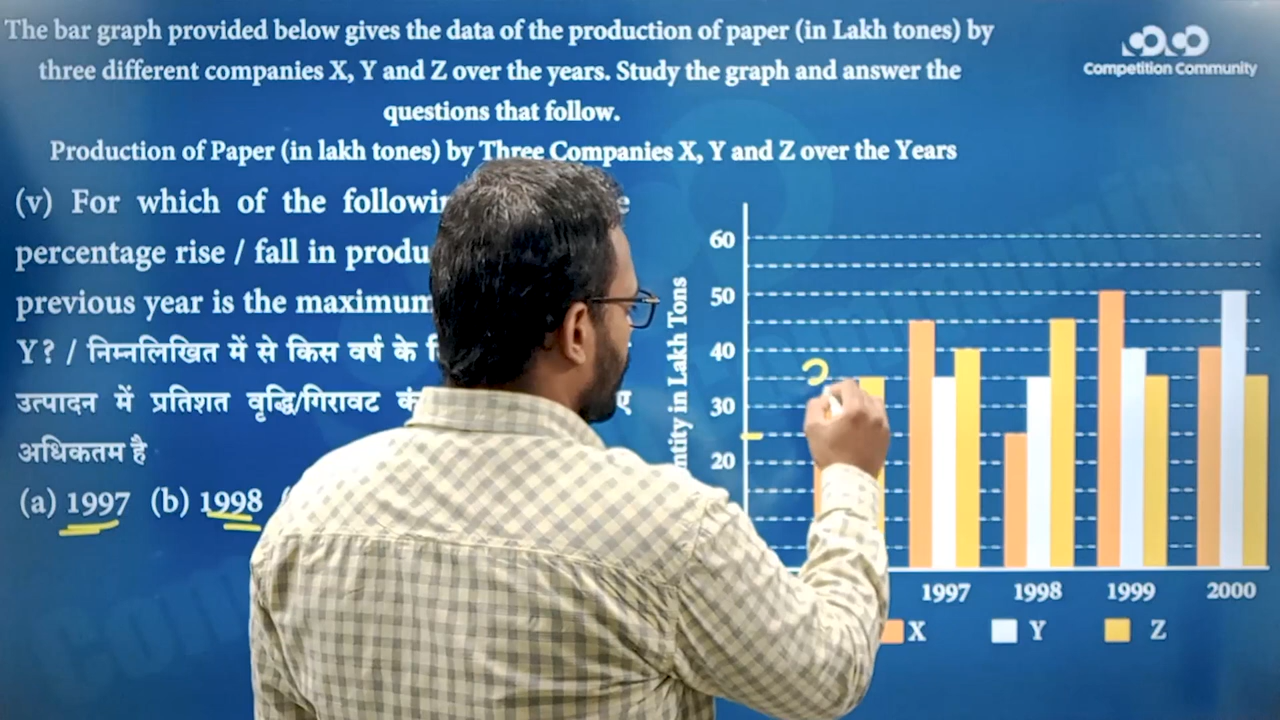 The bar graph provided below gives the data of the production of paper (in Lakh tones) by
three different companies X, Y and Z over the years. Study the graph and answer the
questions that follow.
Competition Community
Production of Paper (in lakh tones) by Three Companies X, Y and Z over the Years
(v) For which of the
percentage rise / fall in
previous year is the maximum
Y? / निम्नलिखित में से किस वर्ष के
उत्पादन में प्रतिशत वृद्धि/गिरावट
अधिकतम है
(a) 1997 (b) 1998
in Lakh Tons
60
50
40
30
20
1997 1998 1999 2000
X Y Z